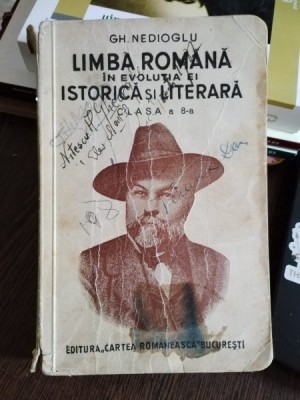 GH. NEDIOGLU
LIMBA ROMÂNĂ
ÎN EVOLUȚIA EI
ISTORICĂ ȘI LITERARĂ
CLASA a 8-a
EDITURA „CARTEA ROMÂNEASCĂ" BUCUREȘTI